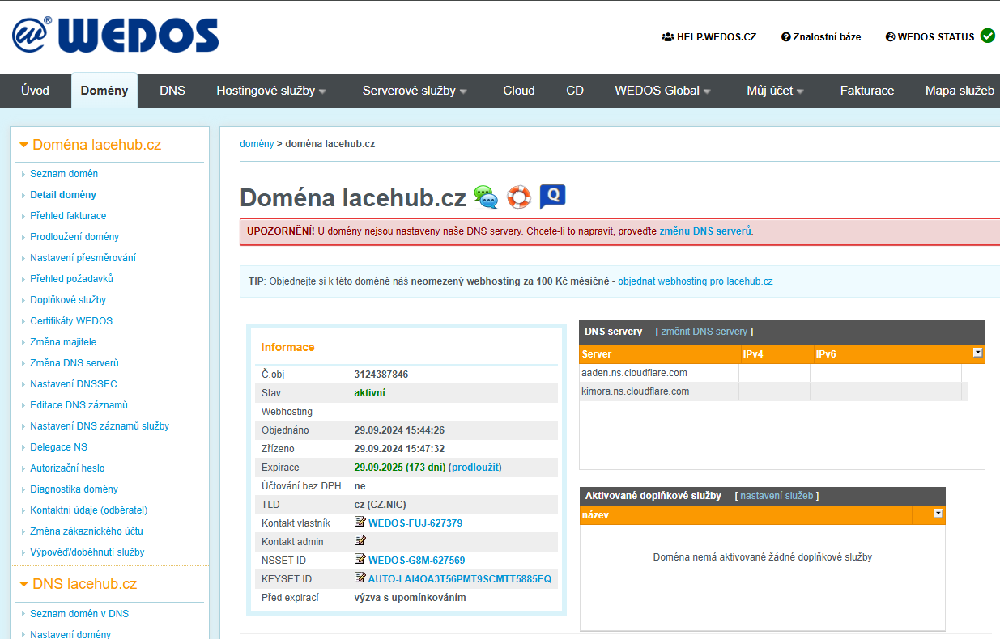 WEDOS
HELP.WEDOS.CZ Znalostní báze WEDOS STATUS
Úvod Domény DNS Hostingové služby Serverové služby Cloud CD WEDOS Global Můj účet Fakturace Mapa služeb
Doména lacehub.cz
Seznam domén
Detail domény
Přehled fakturace
Prodloužení domény
Nastavení přesměrování
Přehled požadavků
Doplňkové služby
Certifikáty WEDOS
Změna majitele
Změna DNS serverů
Nastavení DNSSEC
Editace DNS záznamů
Nastavení DNS záznamů služby
Delegace NS
Autorizační heslo
Diagnostika domény
Kontaktní údaje (odběratel)
Změna zákaznického účtu
Výpověď/doběhnutí služby
DNS lacehub.cz
Seznam domén v DNS
Nastavení domény
domény > doména lacehub.cz
Doména lacehub.cz
UPOZORNĚNÍ! U domény nejsou nastaveny naše DNS servery. Chcete-li to napravit, proveďte změnu DNS serverů.
TIP: Objednejte si k této doméně náš neomezený webhosting za 100 Kč měsíčně - objednat webhosting pro lacehub.cz
Informace
Č.obj 3124387846
Stav aktivní
Webhosting ---
Objednáno 29.09.2024 15:44:26
Zřízeno 29.09.2024 15:47:32
Expirace 29.09.2025 (173 dní) (prodloužit)
Účtování bez DPH ne
TLD cz (CZ.NIC)
Kontakt vlastník WEDOS-FUJ-627379
Kontakt admin
NSSET ID WEDOS-G8M-627569
KEYSET ID AUTO-LAI4OA3T56PMT9SCMTT5885EQ
Před expirací výzva s upomínkováním
DNS servery [ změnit DNS servery ]
Server IPv4 IPv6
aaden.ns.cloudflare.com
kimora.ns.cloudflare.com
Aktivované doplňkové služby [ nastavení služeb ]
název
Doména nemá aktivované žádné doplňkové služby